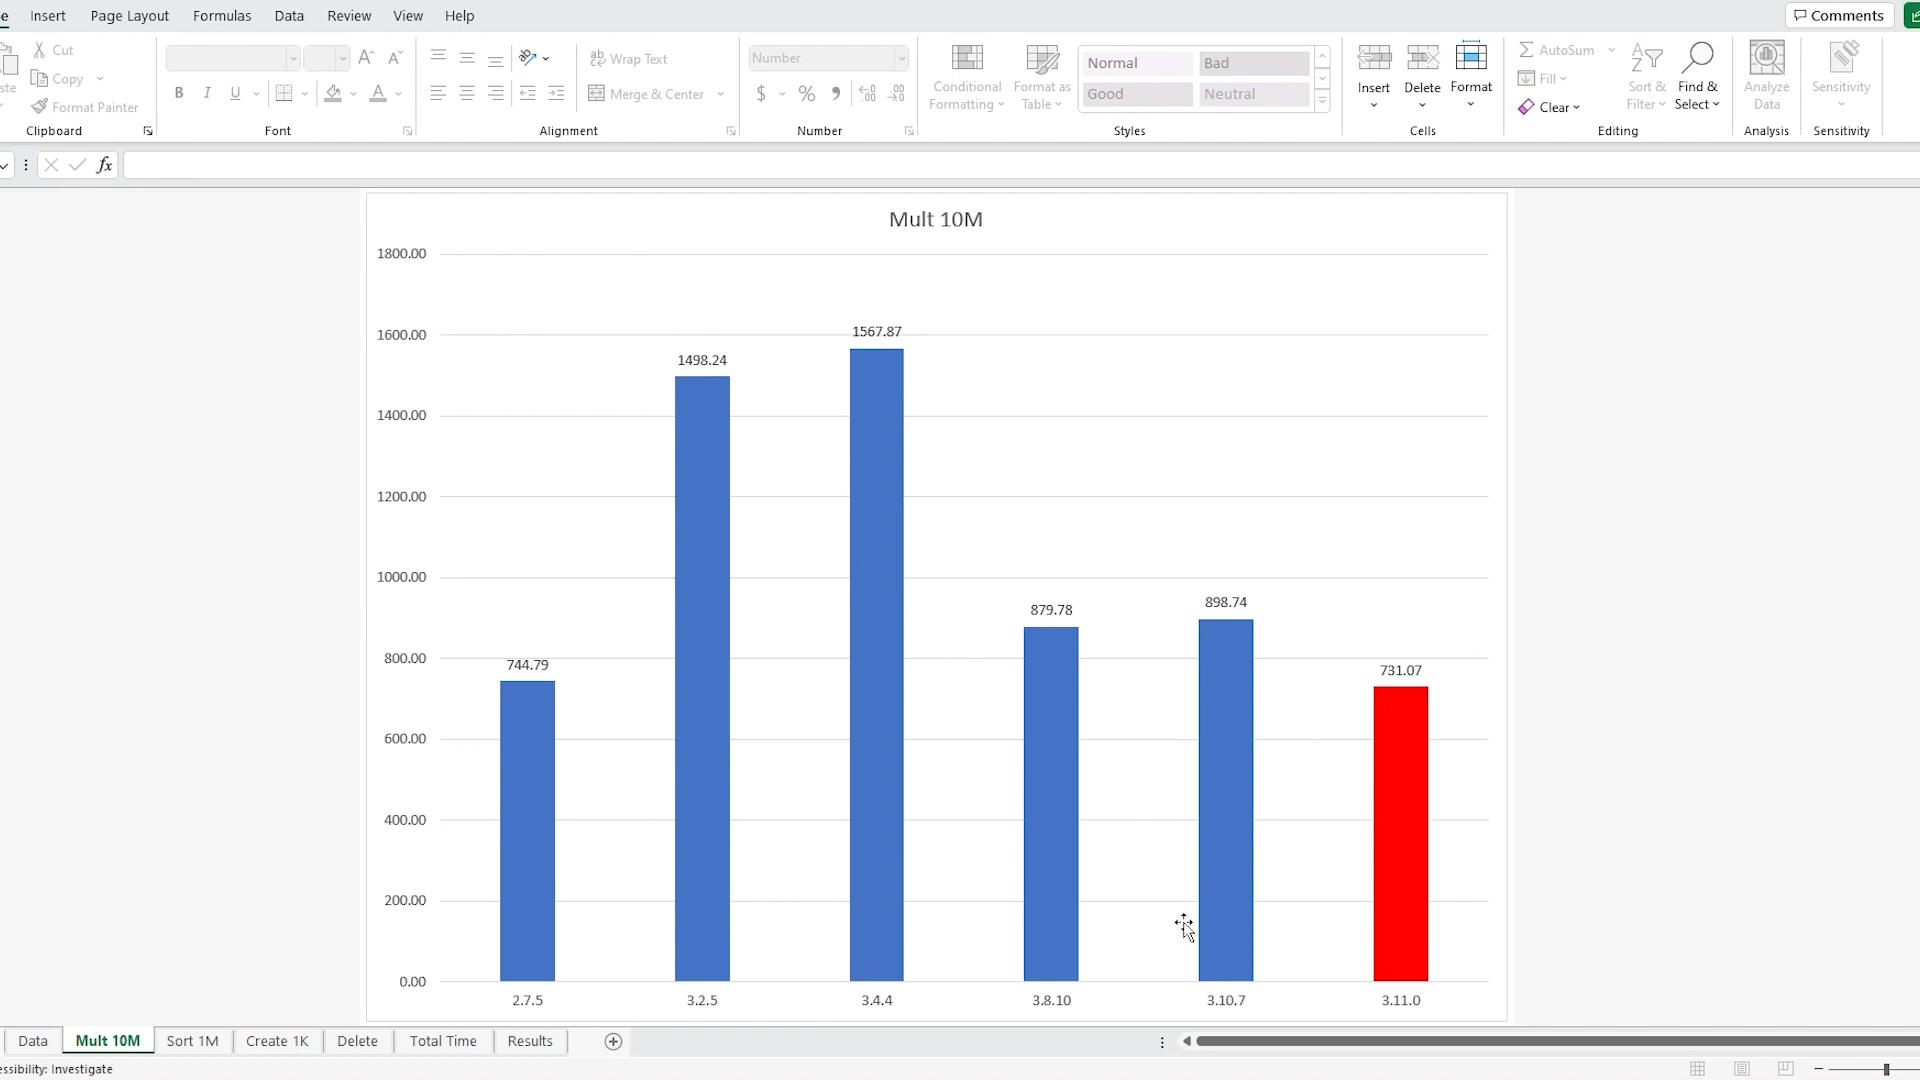 Insert Page Layout Formulas Data Review View Help Comments
Cut
Copy
Format Painter
Clipboard
B I U A
Font
ab Wrap Text
Merge & Center
Alignment
Number
$ % ,
Number
Conditional Formatting
Format as Table
Normal Bad
Good Neutral
Styles
Insert Delete Format
Cells
AutoSum
Fill
Clear
Sort & Filter
Find & Select
Editing
Analyze Data
Analysis
Sensitivity
Sensitivity
fx
Mult 10M
1800.00
1600.00
1400.00
1200.00
1000.00
800.00
600.00
400.00
200.00
0.00
744.79 1498.24 1567.87 879.78 898.74 731.07
2.7.5 3.2.5 3.4.4 3.8.10 3.10.7 3.11.0
Data Mult 10M Sort 1M Create 1K Delete Total Time Results
essibility: Investigate